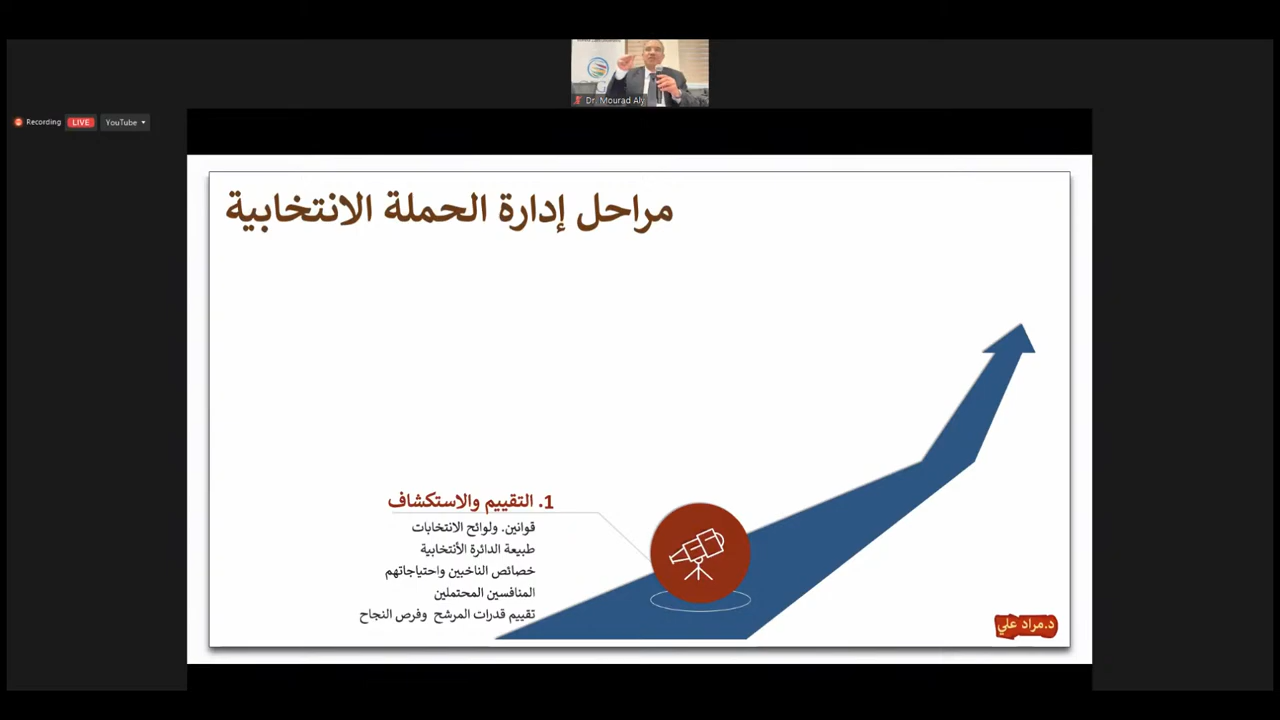 Dr. Mourad Aly
Recording LIVE YouTube
مراحل إدارة الحملة الانتخابية
1. التقييم والاستكشاف
قوانين. ولوائح الانتخابات
طبيعة الدائرة الأنتخابية
خصائص الناخبين واحتياجاتهم
المنافسين المحتملين
تقييم قدرات المرشح وفرص النجاح
د.مراد علي